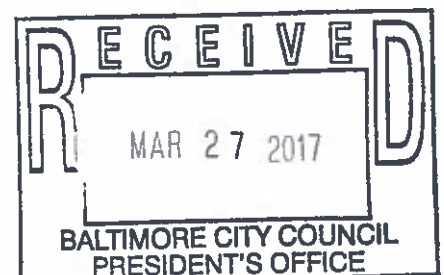 RECEIVED
MAR 27 2017
BALTIMORE CITY COUNCIL
PRESIDENT'S OFFICE